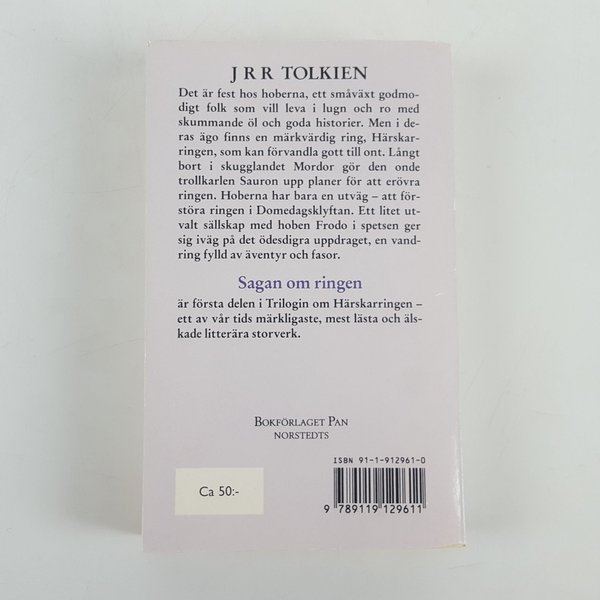 J R R TOLKIEN
Det är fest hos hoberna, ett småväxt godmo-
digt folk som vill leva i lugn och ro med
skummande öl och goda historier. Men i de-
ras ägo finns en märkvärdig ring, Härskar-
ringen, som kan förvandla gott till ont. Långt
bort i skugglandet Mordor gör den onde
trollkarlen Sauron upp planer för att erövra
ringen. Hoberna har bara en utväg – att för-
störa ringen i Domedagsklyftan. Ett litet ut-
valt sällskap med hoben Frodo i spetsen ger
sig iväg på det ödesdigra uppdraget, en vand-
ring fylld av äventyr och fasor.
Sagan om ringen
är första delen i Trilogin om Härskarringen –
ett av vår tids märkligaste, mest lästa och äls-
kade litterära storverk.
BOKFÖRLAGET PAN
NORSTEDTS
ISBN 91-1-912961-0
Ca 50:-
9 789119 129611